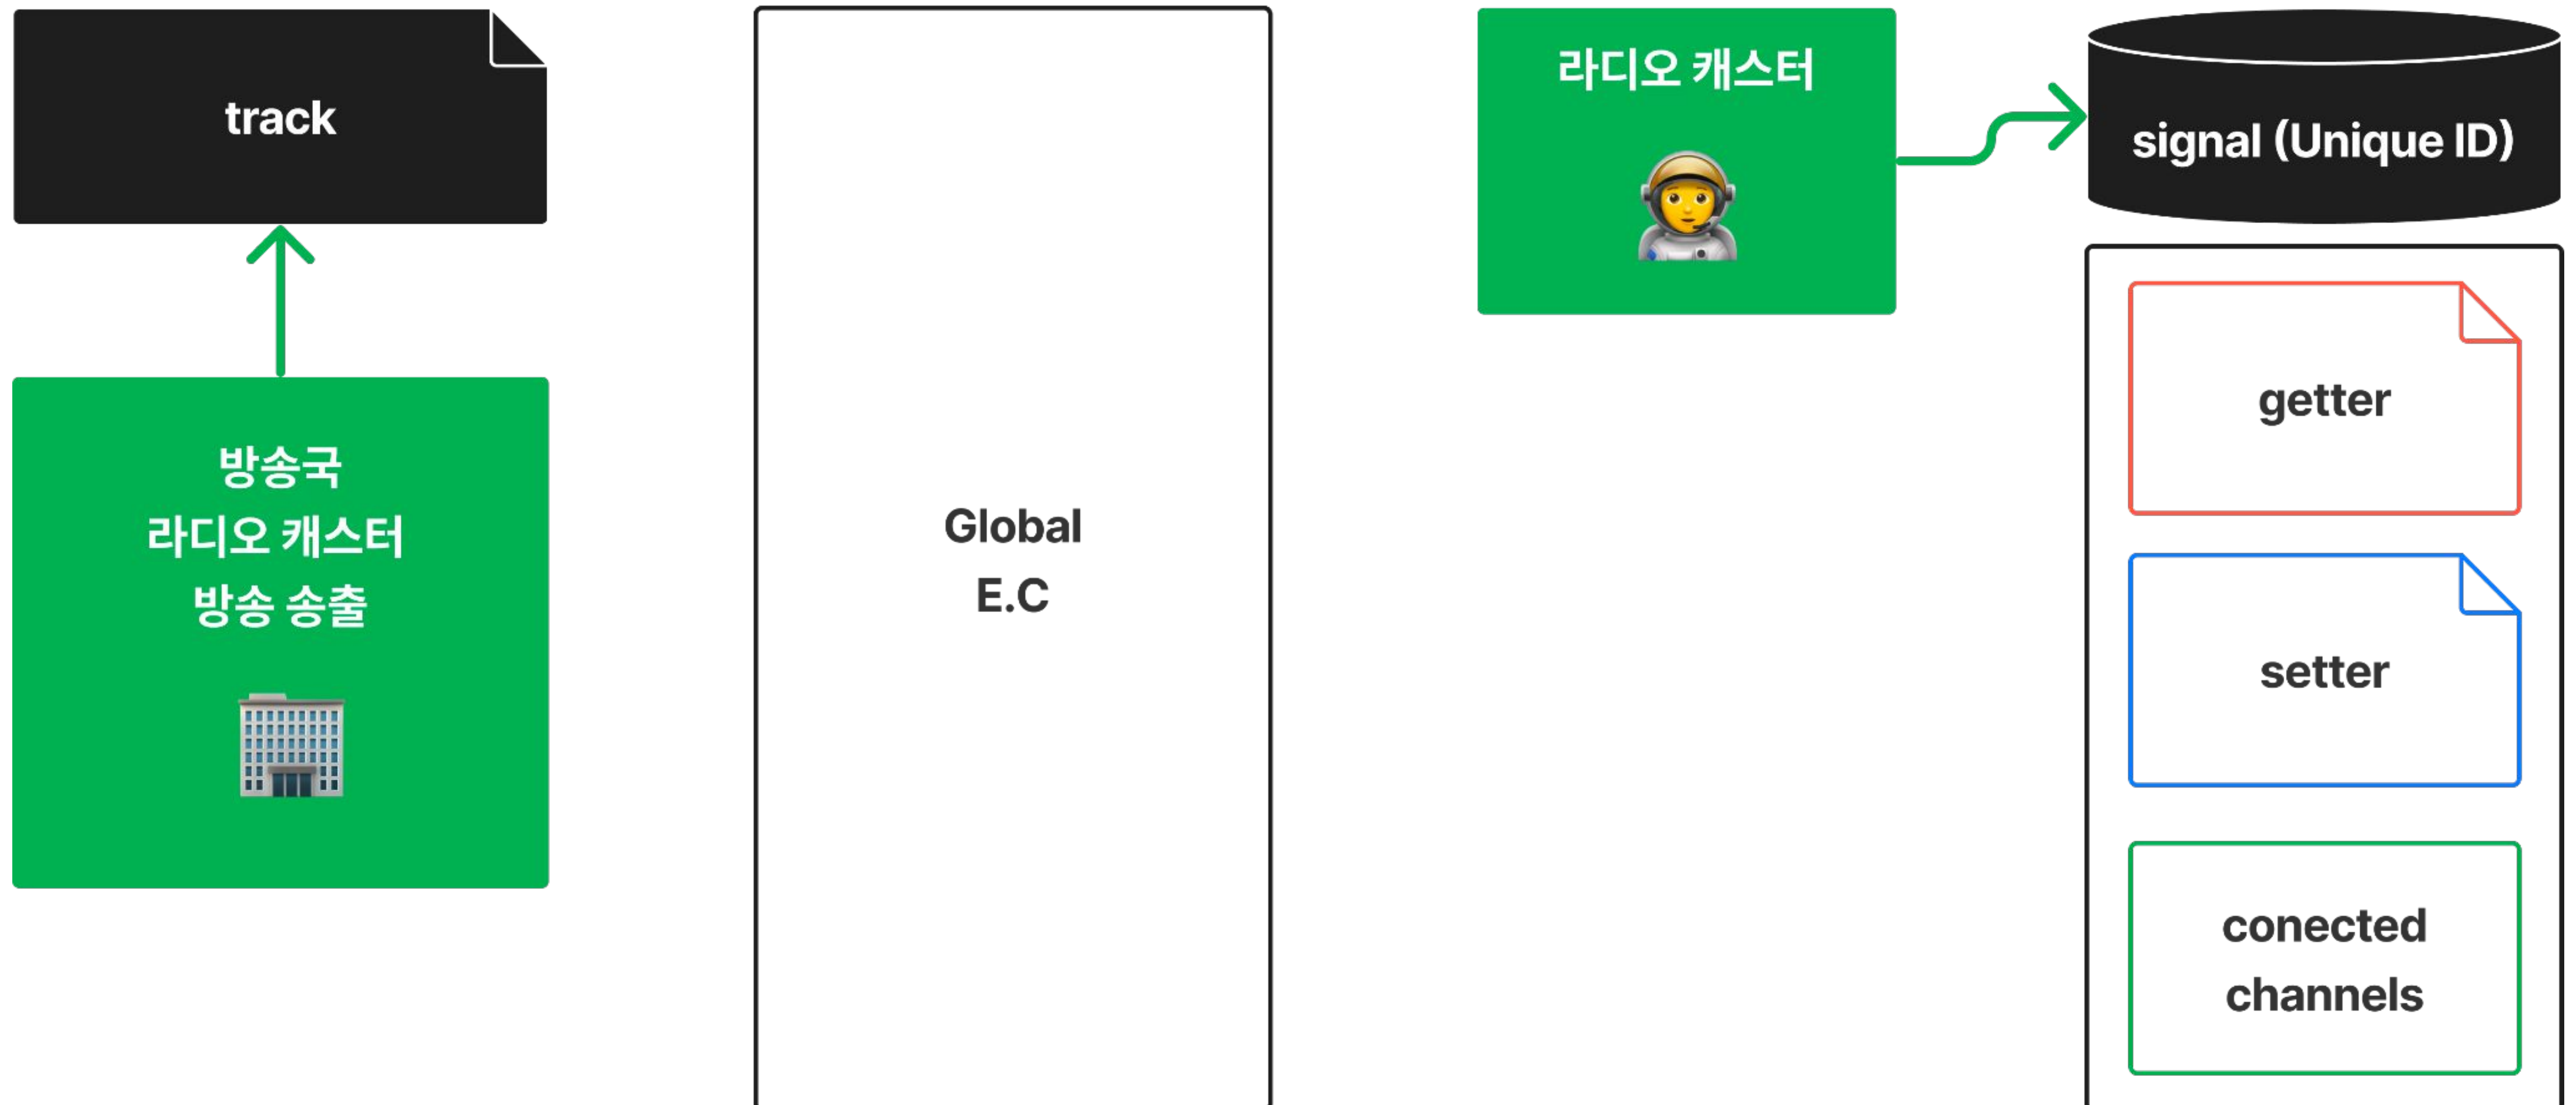 track
방송국
라디오 캐스터
방송 송출
Global
E.C
라디오 캐스터
signal (Unique ID)
getter
setter
conected
channels